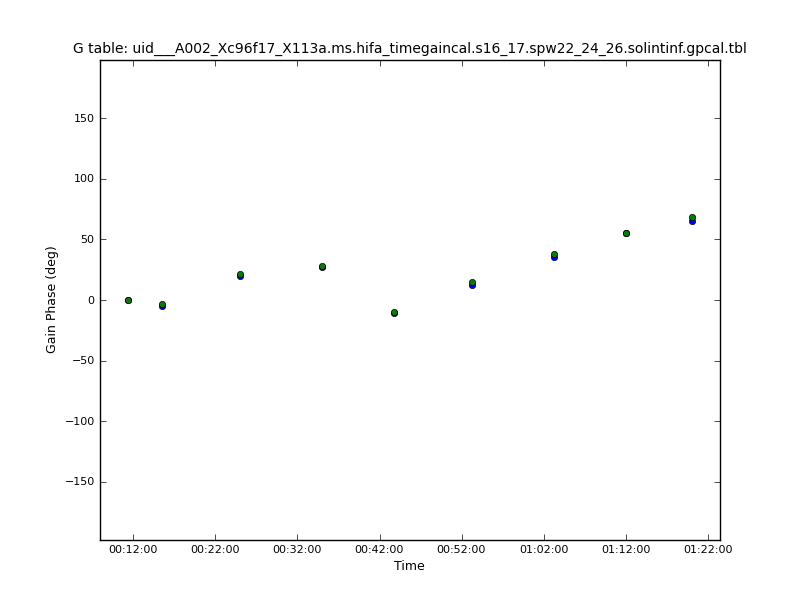 G table: uid___A002_Xc96f17_X113a.ms.hifa_timegaincal.s16_17.spw22_24_26.solintinf.gpcal.tbl
150
100
50
0
−50
−100
−150
Gain Phase (deg)
00:12:00 00:22:00 00:32:00 00:42:00 00:52:00 01:02:00 01:12:00 01:22:00
Time